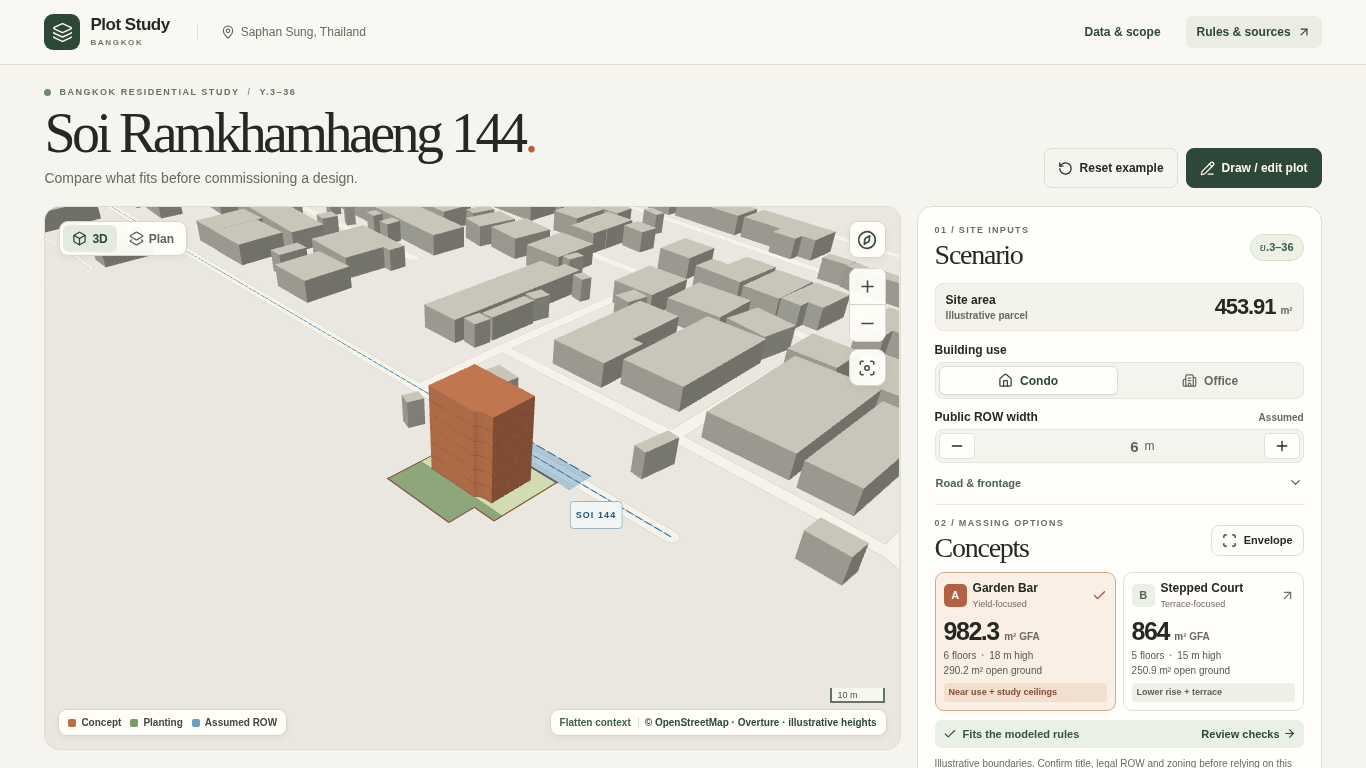 Plot Study
BANGKOK
Saphan Sung, Thailand
Data & scope
Rules & sources
BANGKOK RESIDENTIAL STUDY / Y.3–36
Soi Ramkhamhaeng 144.
Compare what fits before commissioning a design.
Reset example
Draw / edit plot
3D
Plan
SOI 144
10 m
Concept
Planting
Assumed ROW
Flatten context
© OpenStreetMap · Overture · illustrative heights
01 / SITE INPUTS
Scenario
ย.3–36
Site area
Illustrative parcel
453.91 m²
Building use
Condo
Office
Public ROW width
Assumed
6 m
Road & frontage
02 / MASSING OPTIONS
Concepts
Envelope
A
Garden Bar
Yield-focused
982.3 m² GFA
6 floors · 18 m high
290.2 m² open ground
Near use + study ceilings
B
Stepped Court
Terrace-focused
864 m² GFA
5 floors · 15 m high
250.9 m² open ground
Lower rise + terrace
Fits the modeled rules
Review checks
Illustrative boundaries. Confirm title, legal ROW and zoning before relying on this